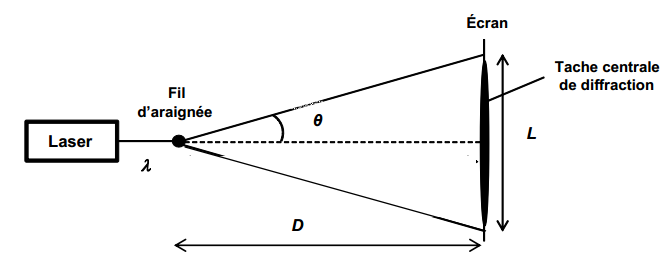 Écran
Tache centrale
de diffraction
Fil
d'araignée
θ
Laser
L
λ
D